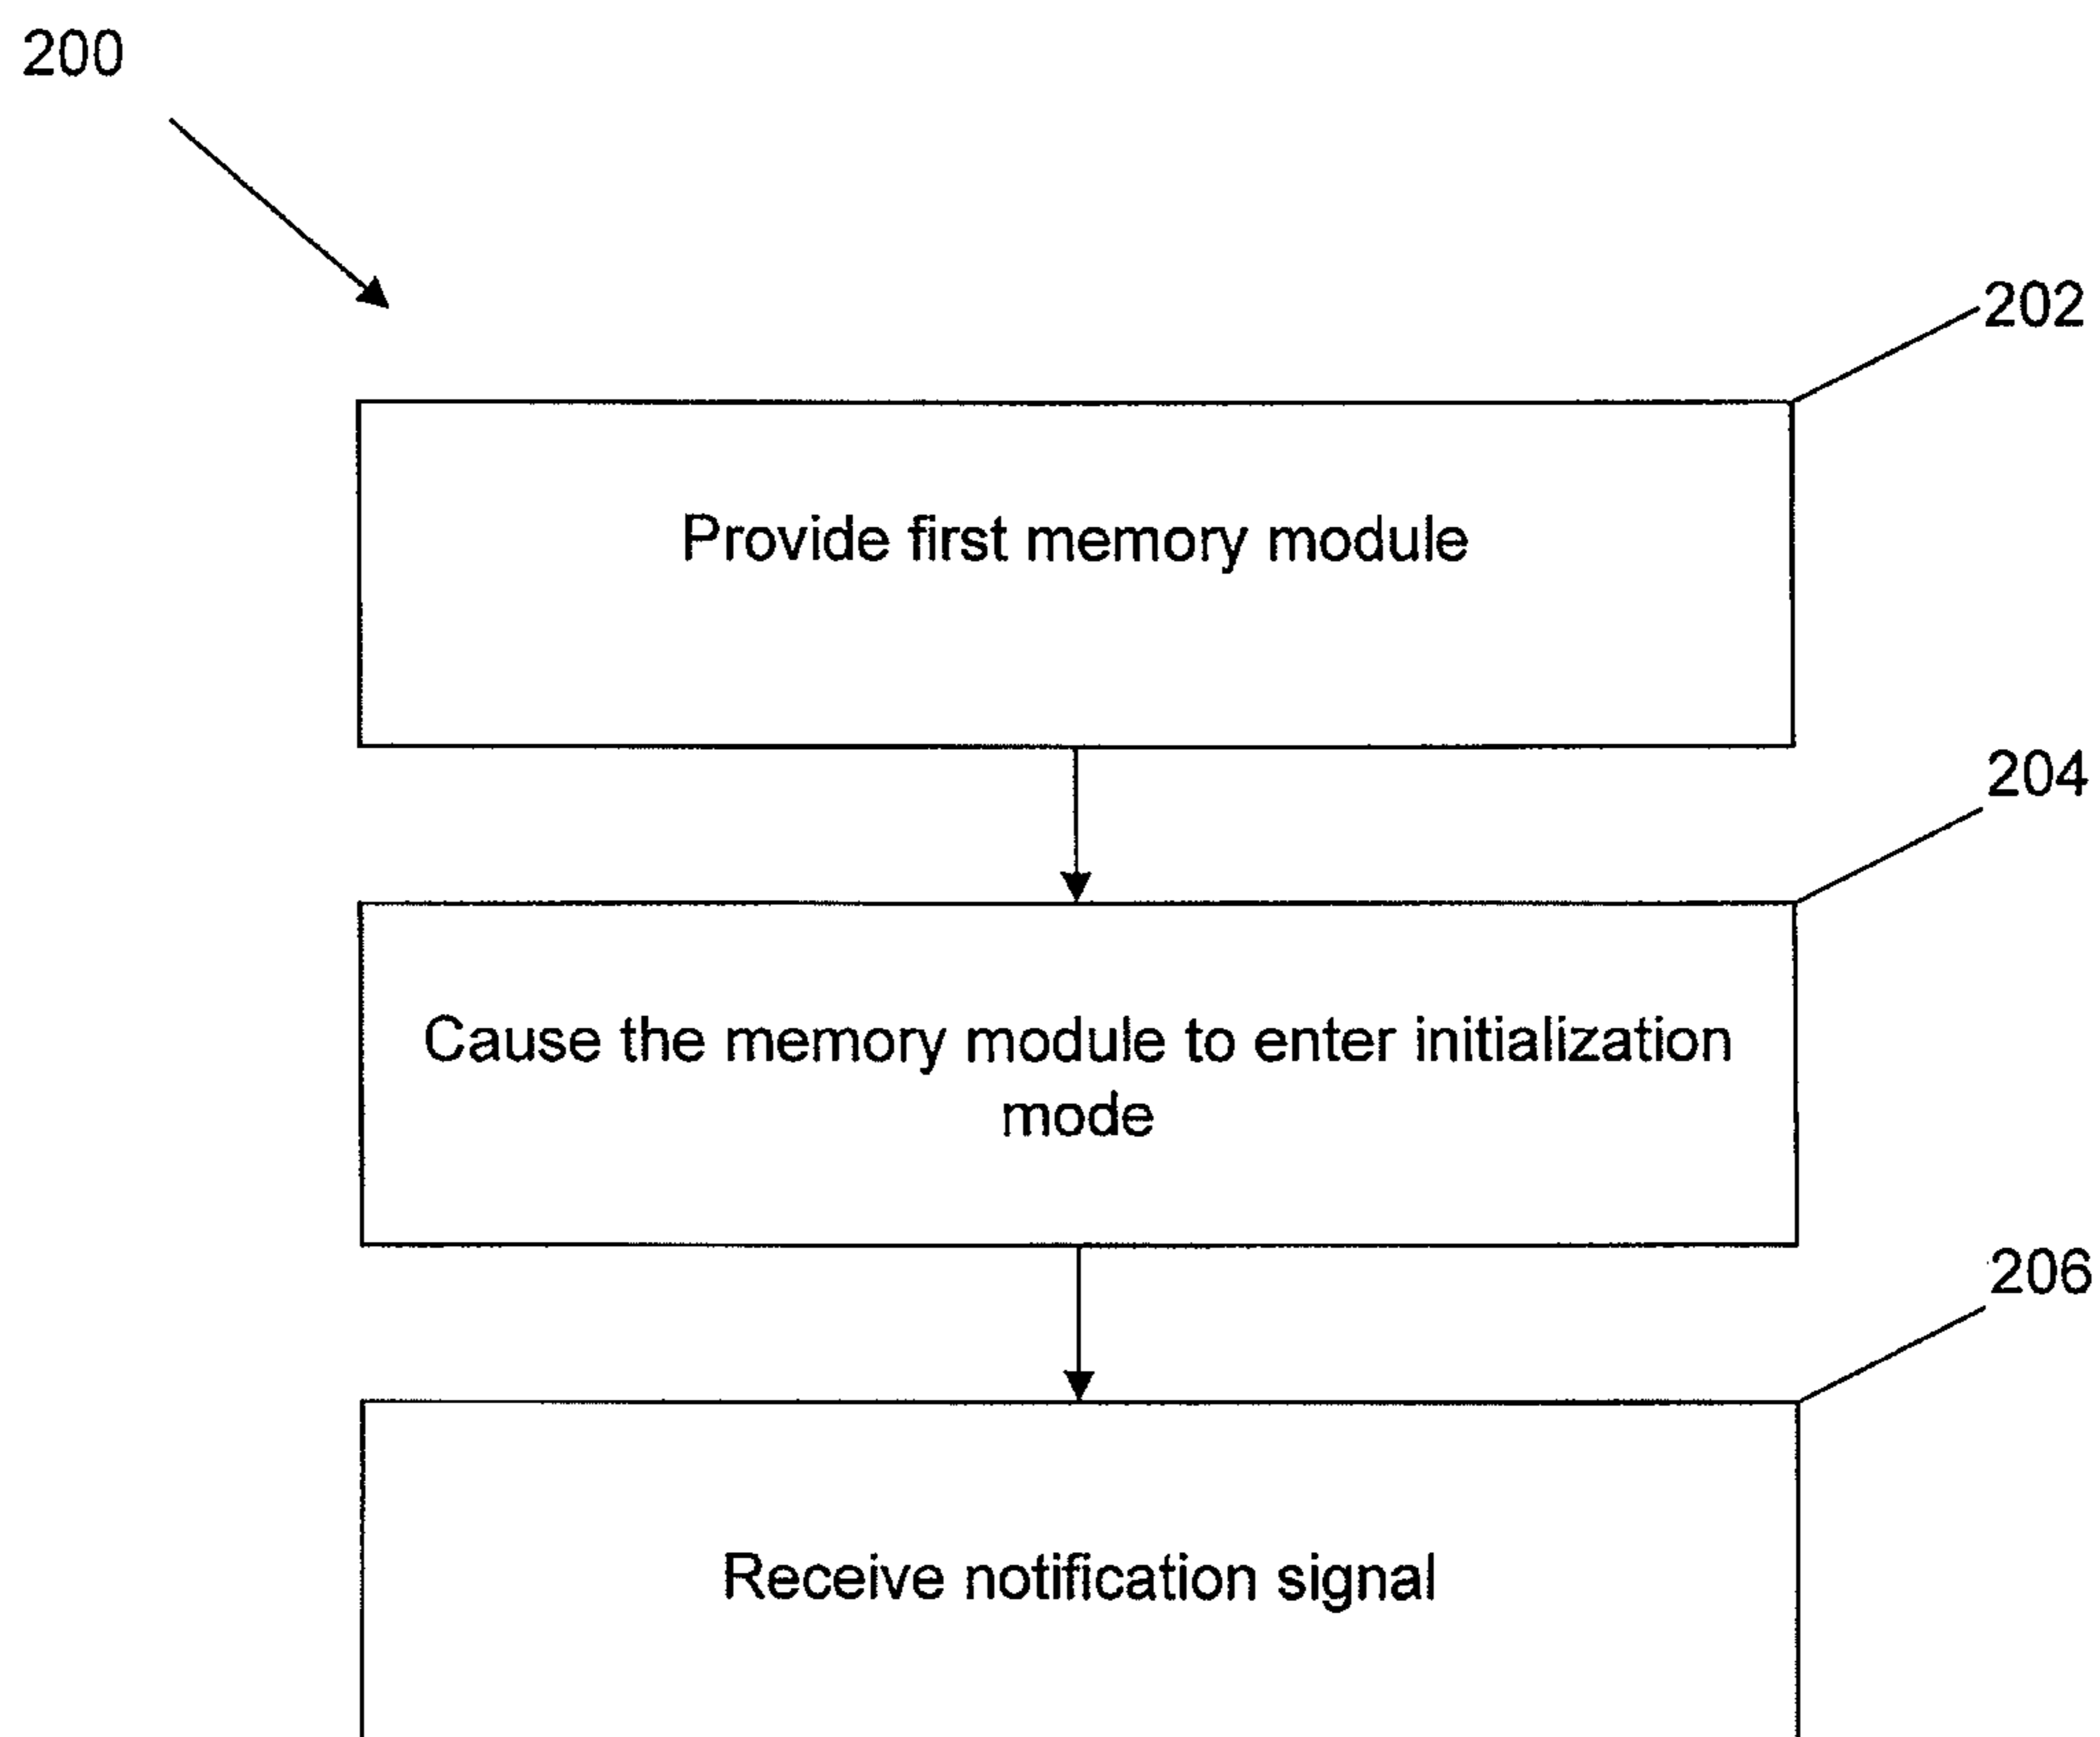 200
202
Provide first memory module
204
Cause the memory module to enter initialization
mode
206
Receive notification signal